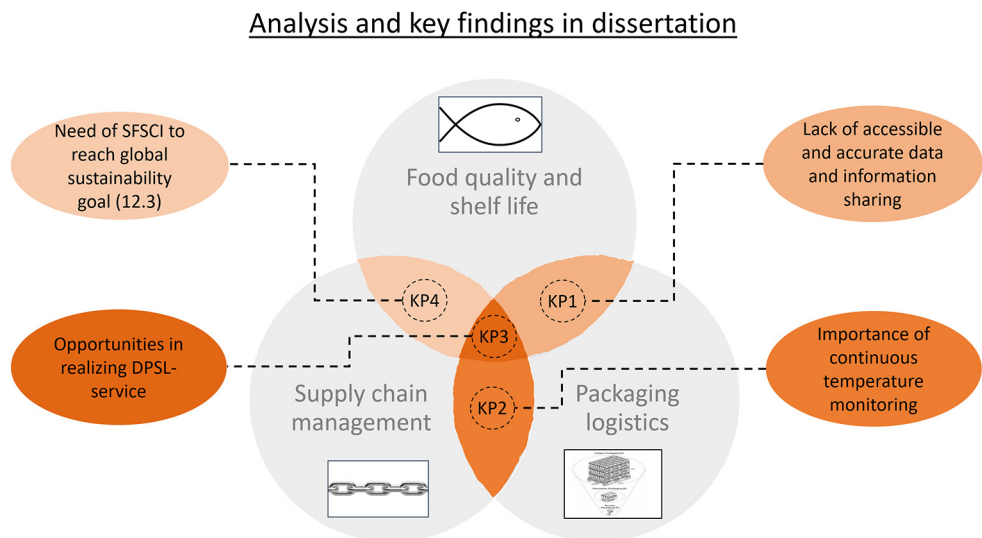 Analysis and key findings in dissertation
Need of SFSCI to
reach global
sustainability
goal (12.3)
Lack of accessible
and accurate data
and information
sharing
Food quality and
shelf life
KP4
KP1
KP3
Opportunities in
realizing DPSL-
service
Importance of
continuous
temperature
monitoring
Supply chain
management
KP2
Packaging
logistics